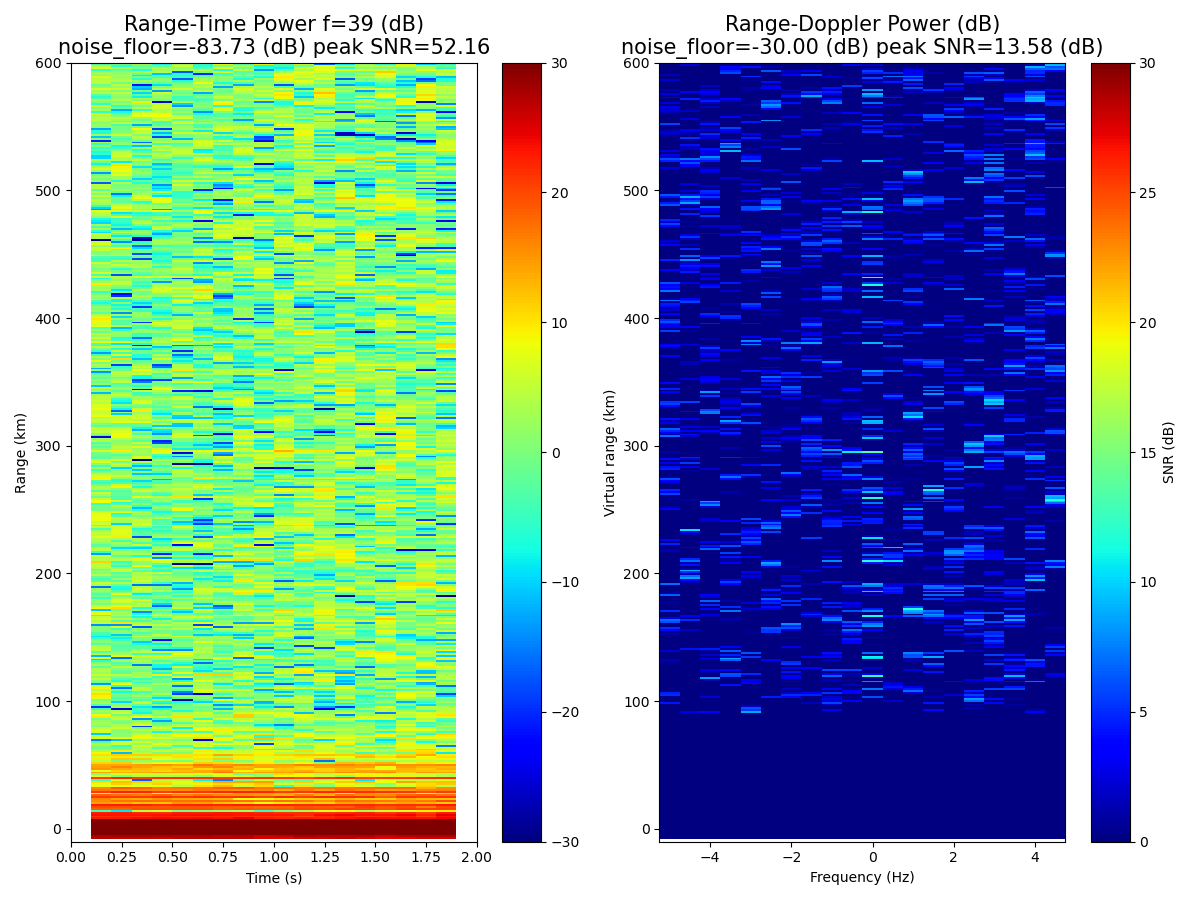 Range-Time Power f=39 (dB)
noise_floor=-83.73 (dB) peak SNR=52.16
600
500
400
300
200
100
0
Range (km)
0.00 0.25 0.50 0.75 1.00 1.25 1.50 1.75 2.00
Time (s)
30
20
10
0
−10
−20
−30
Range-Doppler Power (dB)
noise_floor=-30.00 (dB) peak SNR=13.58 (dB)
600
500
400
300
200
100
0
Virtual range (km)
−4 −2 0 2 4
Frequency (Hz)
30
25
20
15
10
5
0
SNR (dB)